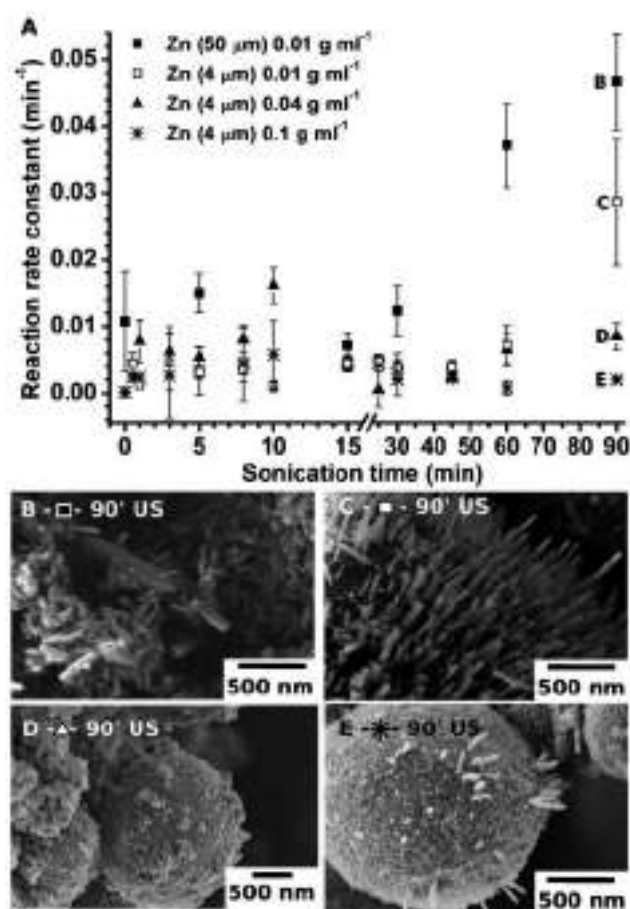 A
Zn (50 μm) 0.01 g ml⁻¹
Zn (4 μm) 0.01 g ml⁻¹
Zn (4 μm) 0.04 g ml⁻¹
Zn (4 μm) 0.1 g ml⁻¹
Reaction rate constant (min⁻¹)
0.05
0.04
0.03
0.02
0.01
0.00
B
C
D
E
0 5 10 15 30 40 50 60 70 80 90
Sonication time (min)
B -□- 90' US
500 nm
C -■- 90' US
500 nm
D -▲- 90' US
500 nm
E -✳- 90' US
500 nm